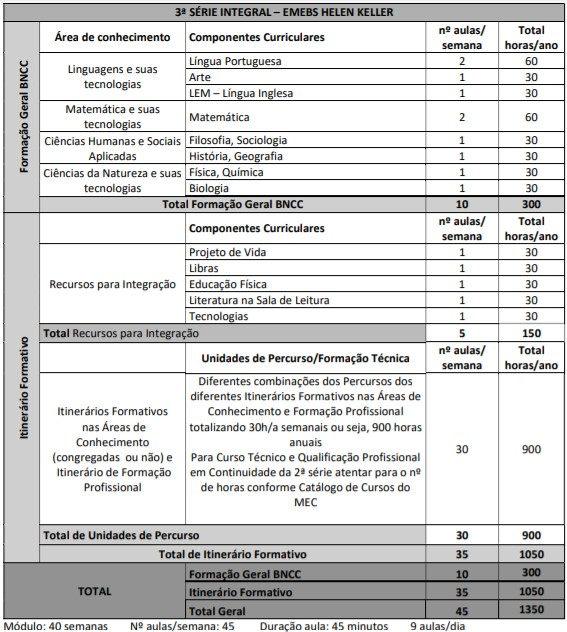 3ª SÉRIE INTEGRAL – EMEBS HELEN KELLER
Formação Geral BNCC
Área de conhecimento Componentes Curriculares nº aulas/ semana Total horas/ano
Linguagens e suas tecnologias
Língua Portuguesa 2 60
Arte 1 30
LEM – Língua Inglesa 1 30
Matemática e suas tecnologias
Matemática 2 60
Ciências Humanas e Sociais Aplicadas
Filosofia, Sociologia 1 30
História, Geografia 1 30
Ciências da Natureza e suas tecnologias
Física, Química 1 30
Biologia 1 30
Total Formação Geral BNCC 10 300
Itinerário Formativo
Componentes Curriculares nº aulas/ semana Total horas/ano
Recursos para Integração
Projeto de Vida 1 30
Libras 1 30
Educação Física 1 30
Literatura na Sala de Leitura 1 30
Tecnologias 1 30
Total Recursos para Integração 5 150
Unidades de Percurso/Formação Técnica nº aulas/ semana Total horas/ano
Itinerários Formativos
nas Áreas de
Conhecimento
(congregadas ou não) e
Itinerário de Formação
Profissional
Diferentes combinações dos Percursos dos
diferentes Itinerários Formativos nas Áreas de
Conhecimento e Formação Profissional
totalizando 30h/a semanais ou seja, 900 horas
anuais
Para Curso Técnico e Qualificação Profissional
em Continuidade da 2ª série atentar para o nº
de horas conforme Catálogo de Cursos do
MEC
30 900
Total de Unidades de Percurso 30 900
Total de Itinerário Formativo 35 1050
TOTAL
Formação Geral BNCC 10 300
Itinerário Formativo 35 1050
Total Geral 45 1350
Módulo: 40 semanas Nº aulas/semana: 45 Duração aula: 45 minutos 9 aulas/dia